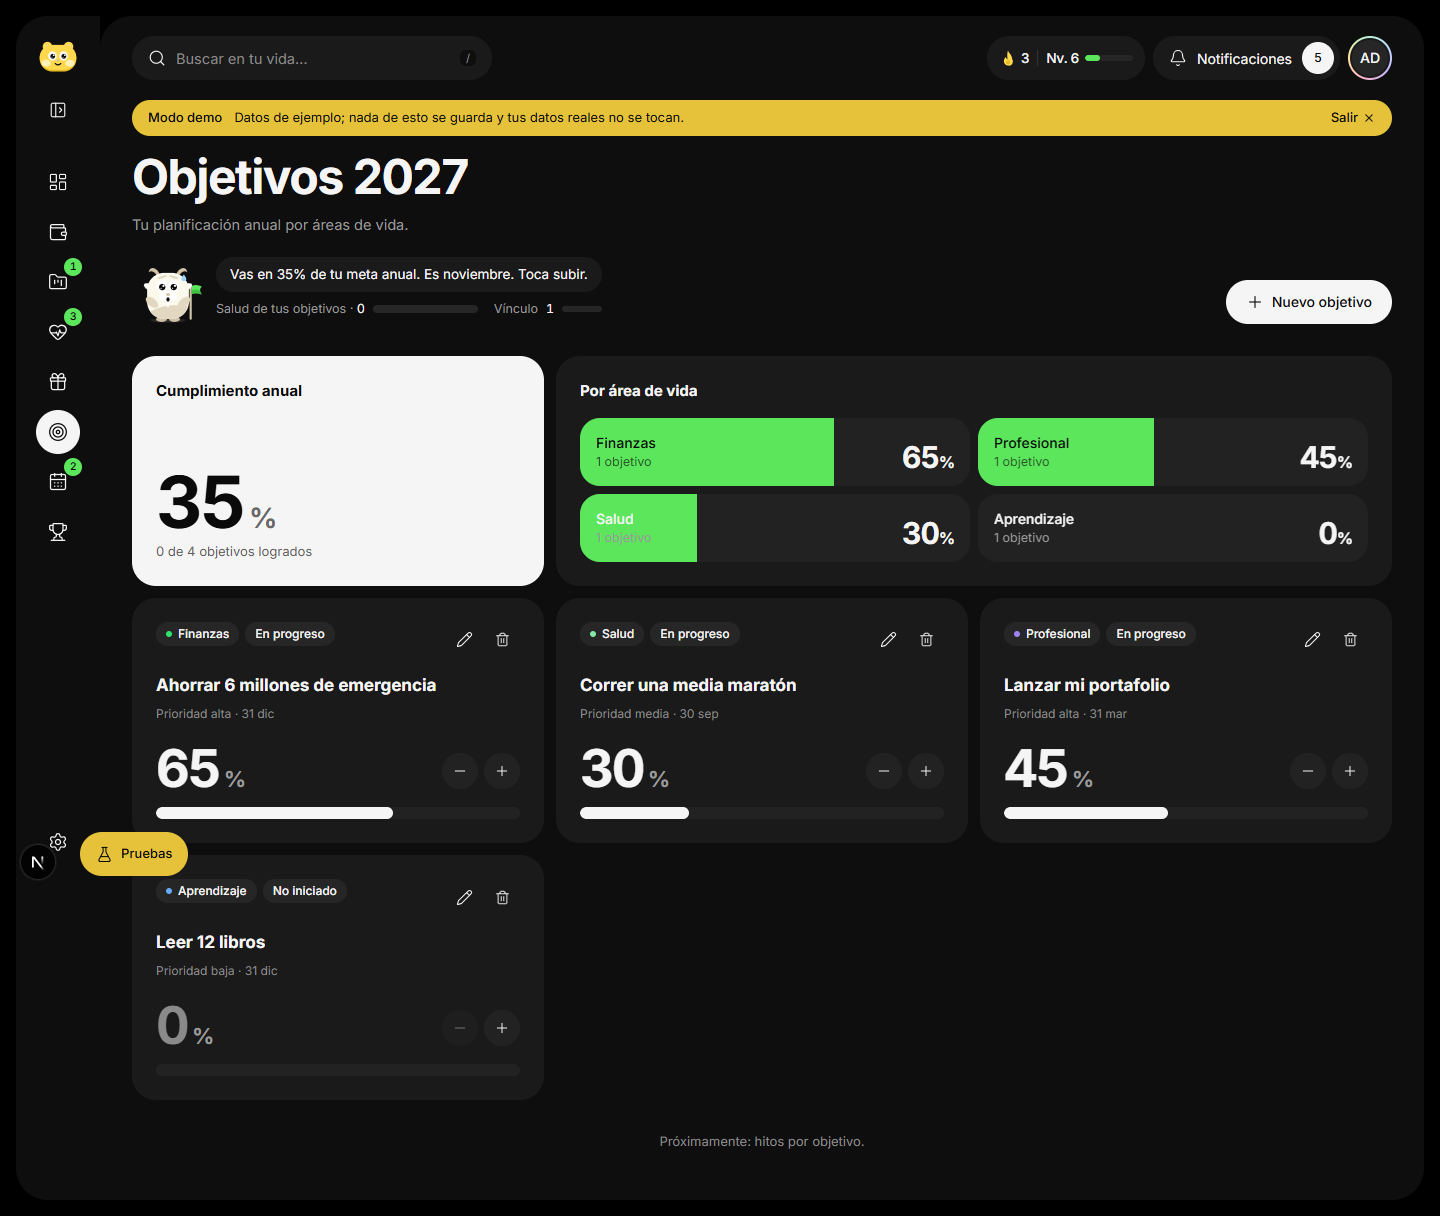 Buscar en tu vida...
/
3
Nv. 6
Notificaciones
5
AD
Modo demo Datos de ejemplo; nada de esto se guarda y tus datos reales no se tocan.
Salir
Objetivos 2027
Tu planificación anual por áreas de vida.
1
3
2
Vas en 35% de tu meta anual. Es noviembre. Toca subir.
Salud de tus objetivos · 0
Vínculo 1
Nuevo objetivo
Cumplimiento anual
35 %
0 de 4 objetivos logrados
Por área de vida
Finanzas
1 objetivo
65%
Profesional
1 objetivo
45%
Salud
1 objetivo
30%
Aprendizaje
1 objetivo
0%
Finanzas
En progreso
Ahorrar 6 millones de emergencia
Prioridad alta · 31 dic
65 %
Salud
En progreso
Correr una media maratón
Prioridad media · 30 sep
30 %
Profesional
En progreso
Lanzar mi portafolio
Prioridad alta · 31 mar
45 %
N
Pruebas
Aprendizaje
No iniciado
Leer 12 libros
Prioridad baja · 31 dic
0 %
Próximamente: hitos por objetivo.